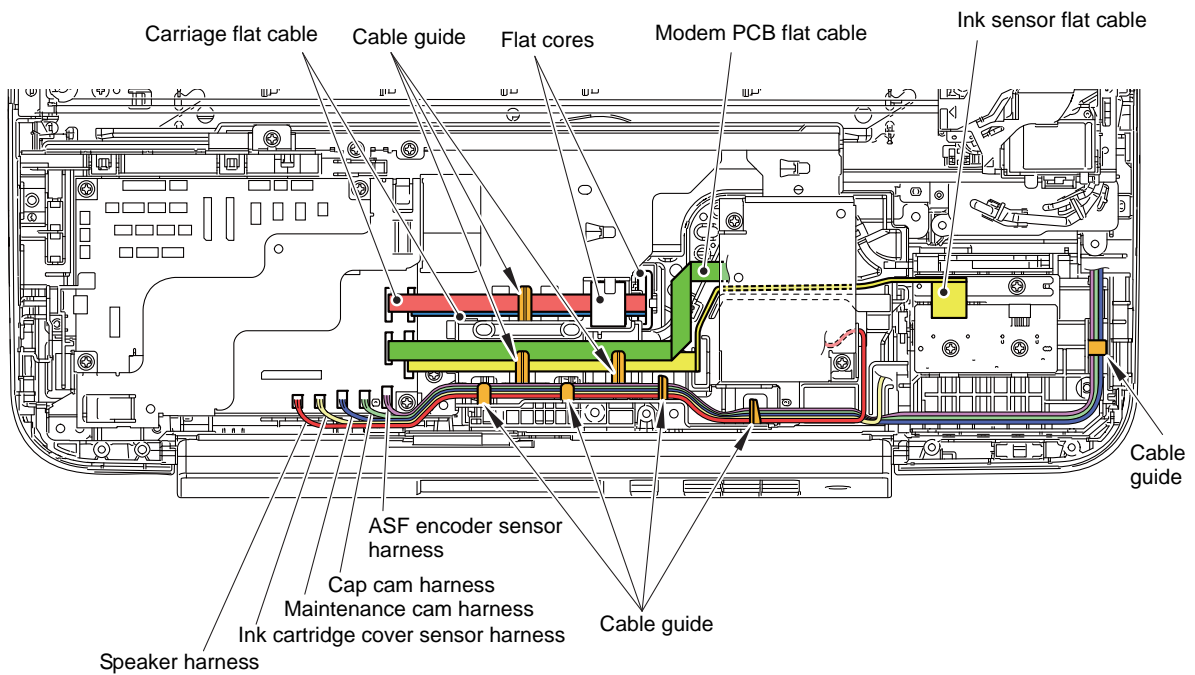 Ink sensor flat cable
Carriage flat cable
Cable guide
Flat cores
Modem PCB flat cable
Cable
guide
ASF encoder sensor
harness
Cap cam harness
Maintenance cam harness
Cable guide
Ink cartridge cover sensor harness
Speaker harness